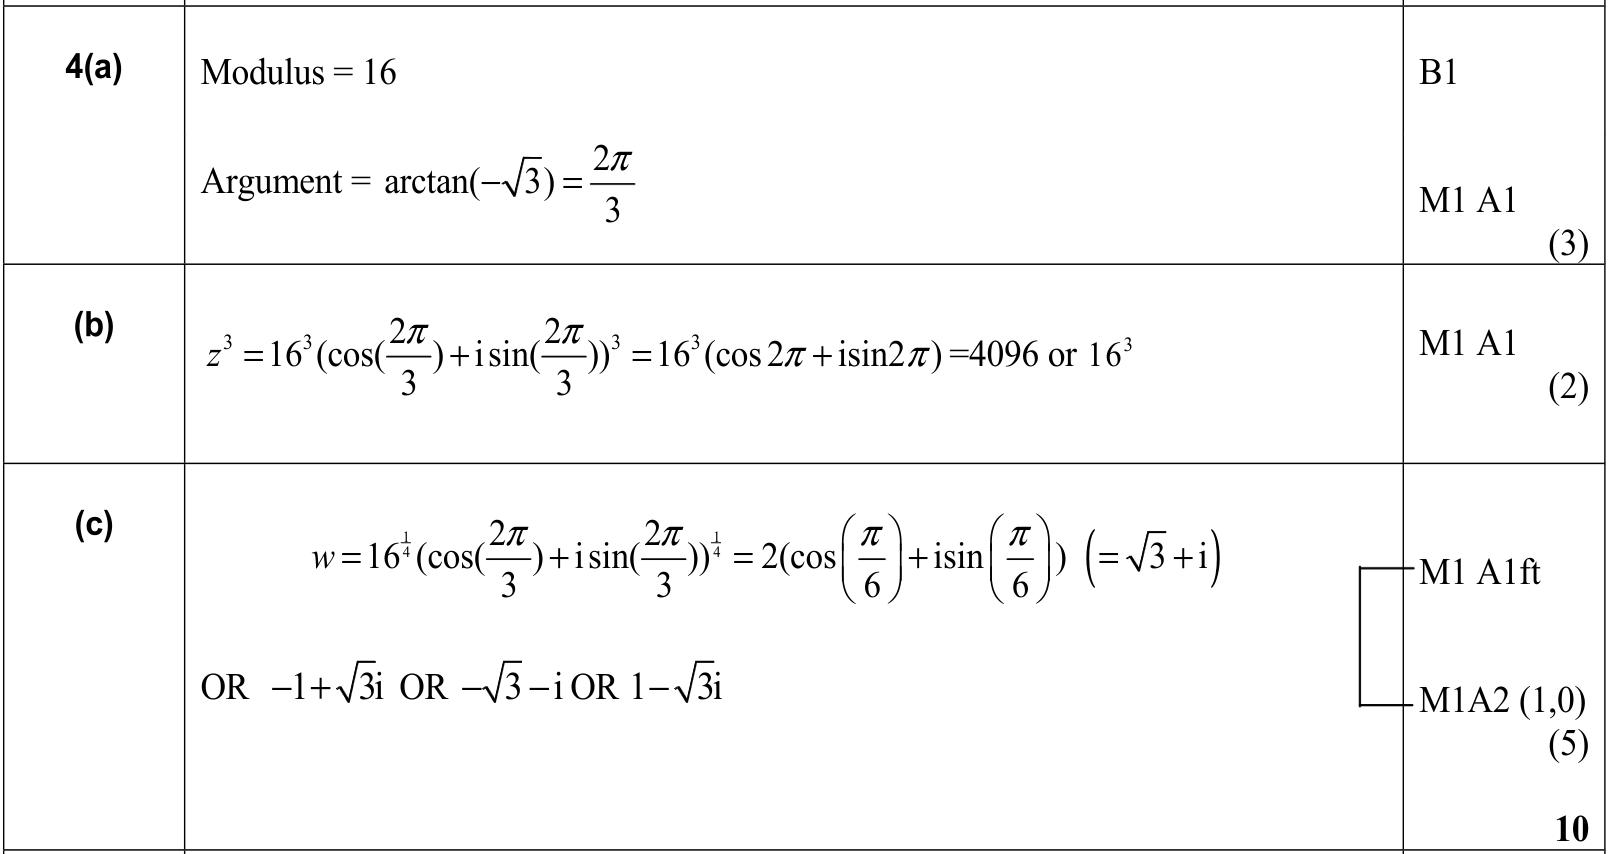 4(a) Modulus = 16 B1
Argument = arctan(−√3) = 2π/3 M1 A1
(3)
(b) z³ = 16³(cos(2π/3) + i sin(2π/3))³ = 16³(cos 2π + isin2π) =4096 or 16³ M1 A1
(2)
(c) w = 16^(1/4)(cos(2π/3) + i sin(2π/3))^(1/4) = 2(cos(π/6) + isin(π/6)) (= √3 + i) M1 A1ft
OR −1+√3i OR −√3 − i OR 1−√3i M1A2 (1,0)
(5)
10